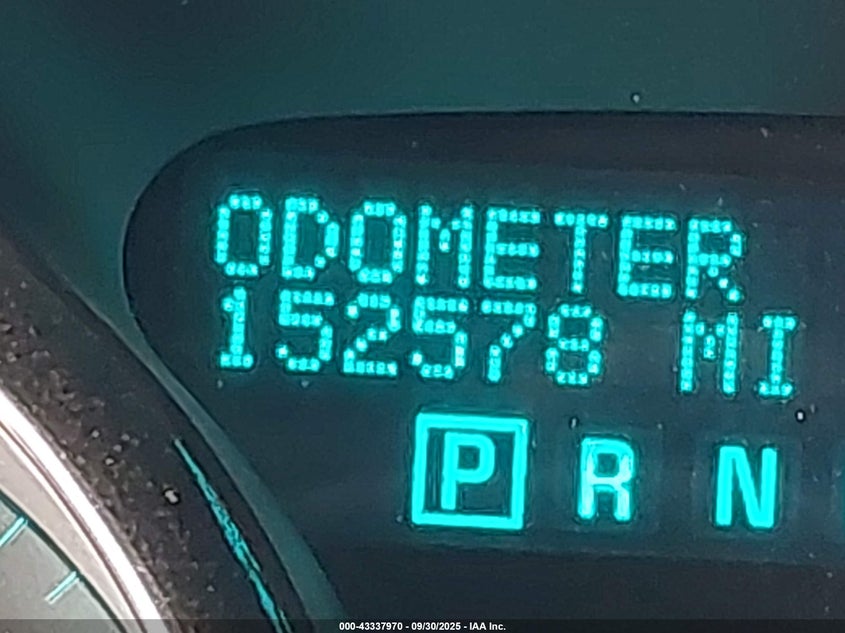 ODOMETER
152578 MI
P R N
000-43337970 - 09/30/2025 - IAA Inc.